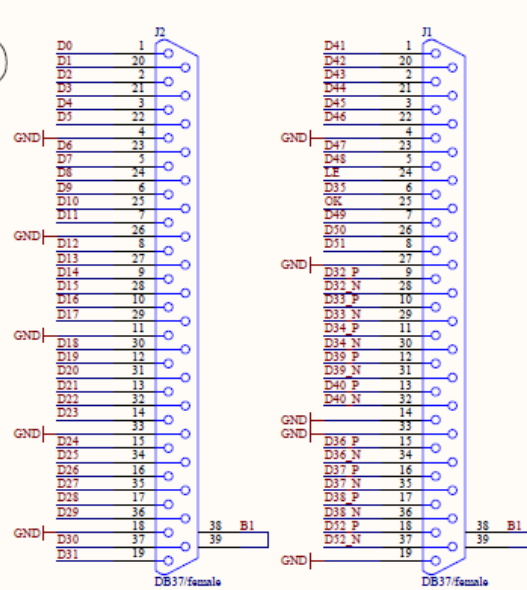 J2
D0 1
D1 20
D2 2
D3 21
D4 3
D5 22
GND 4
D6 23
D7 5
D8 24
D9 6
D10 25
D11 7
GND 26
D12 8
D13 27
D14 9
D15 28
D16 10
D17 29
GND 11
D18 30
D19 12
D20 31
D21 13
D22 32
D23 14
GND 33
D24 15
D25 34
D26 16
D27 35
D28 17
D29 36
GND 18
D30 37
D31 19
38 B1
39
DB37/female
J1
D41 1
D42 20
D43 2
D44 21
D45 3
D46 22
GND 4
D47 23
D48 5
LE 24
D35 6
OK 25
D49 7
D50 26
D51 8
GND 27
D32_P 9
D32_N 28
D33_P 10
D33_N 29
D34_P 11
D34_N 30
D39_P 12
D39_N 31
D40_P 13
D40_N 32
GND 14
GND 33
D36_P 15
D36_N 34
D37_P 16
D37_N 35
D38_P 17
D38_N 36
D52_P 18
D52_N 37
GND 19
38 B1
39
DB37/female